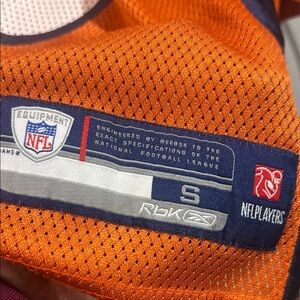 EQUIPMENT
NFL
ENGINEERED BY REEBOK TO THE
EXACT SPECIFICATIONS OF THE
NATIONAL FOOTBALL LEAGUE
S
Rbk
NFLPLAYERS